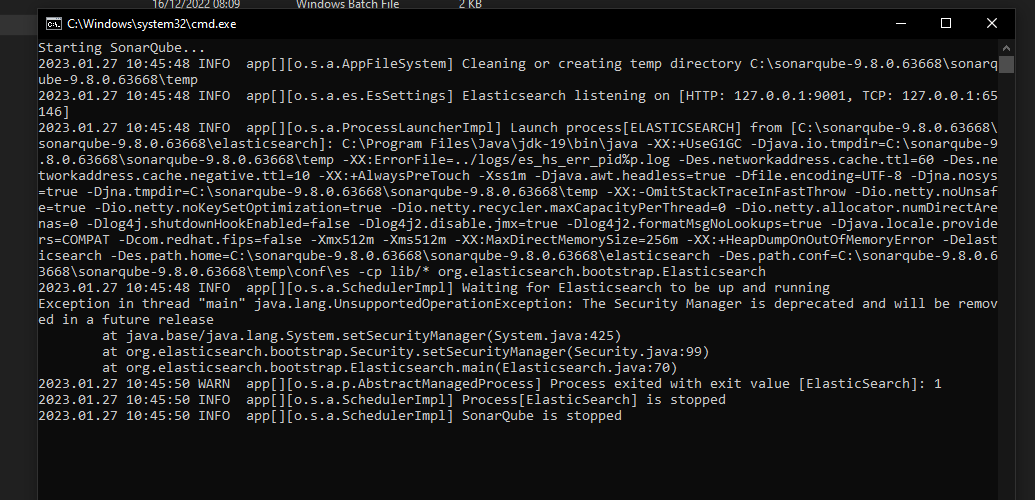 16/12/2022 08:09 Windows Batch File 2 KB
C:\Windows\system32\cmd.exe
Starting SonarQube...
2023.01.27 10:45:48 INFO  app[][o.s.a.AppFileSystem] Cleaning or creating temp directory C:\sonarqube-9.8.0.63668\sonarq
ube-9.8.0.63668\temp
2023.01.27 10:45:48 INFO  app[][o.s.a.es.EsSettings] Elasticsearch listening on [HTTP: 127.0.0.1:9001, TCP: 127.0.0.1:65
146]
2023.01.27 10:45:48 INFO  app[][o.s.a.ProcessLauncherImpl] Launch process[ELASTICSEARCH] from [C:\sonarqube-9.8.0.63668\
sonarqube-9.8.0.63668\elasticsearch]: C:\Program Files\Java\jdk-19\bin\java -XX:+UseG1GC -Djava.io.tmpdir=C:\sonarqube-9
.8.0.63668\sonarqube-9.8.0.63668\temp -XX:ErrorFile=../logs/es_hs_err_pid%p.log -Des.networkaddress.cache.ttl=60 -Des.ne
tworkaddress.cache.negative.ttl=10 -XX:+AlwaysPreTouch -Xss1m -Djava.awt.headless=true -Dfile.encoding=UTF-8 -Djna.nosys
=true -Djna.tmpdir=C:\sonarqube-9.8.0.63668\sonarqube-9.8.0.63668\temp -XX:-OmitStackTraceInFastThrow -Dio.netty.noUnsaf
e=true -Dio.netty.noKeySetOptimization=true -Dio.netty.recycler.maxCapacityPerThread=0 -Dio.netty.allocator.numDirectAre
nas=0 -Dlog4j.shutdownHookEnabled=false -Dlog4j2.disable.jmx=true -Dlog4j2.formatMsgNoLookups=true -Djava.locale.provide
rs=COMPAT -Dcom.redhat.fips=false -Xmx512m -Xms512m -XX:MaxDirectMemorySize=256m -XX:+HeapDumpOnOutOfMemoryError -Delast
icsearch -Des.path.home=C:\sonarqube-9.8.0.63668\sonarqube-9.8.0.63668\elasticsearch -Des.path.conf=C:\sonarqube-9.8.0.6
3668\sonarqube-9.8.0.63668\temp\conf\es -cp lib/* org.elasticsearch.bootstrap.Elasticsearch
2023.01.27 10:45:48 INFO  app[][o.s.a.SchedulerImpl] Waiting for Elasticsearch to be up and running
Exception in thread "main" java.lang.UnsupportedOperationException: The Security Manager is deprecated and will be remov
ed in a future release
        at java.base/java.lang.System.setSecurityManager(System.java:425)
        at org.elasticsearch.bootstrap.Security.setSecurityManager(Security.java:99)
        at org.elasticsearch.bootstrap.Elasticsearch.main(Elasticsearch.java:70)
2023.01.27 10:45:50 WARN  app[][o.s.a.p.AbstractManagedProcess] Process exited with exit value [ElasticSearch]: 1
2023.01.27 10:45:50 INFO  app[][o.s.a.SchedulerImpl] Process[ElasticSearch] is stopped
2023.01.27 10:45:50 INFO  app[][o.s.a.SchedulerImpl] SonarQube is stopped